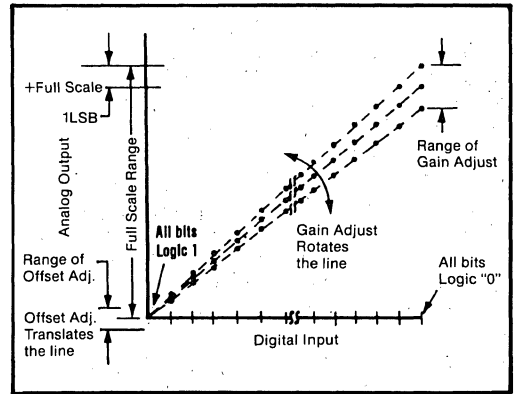 +Full Scale
1LSB
Analog Output
Full Scale Range
Range of
Gain Adjust
All bits
Logic 1
Gain Adjust
Rotates
the line
Range of
Offset Adj.
All bits
Logic "0"
Offset Adj.
Translates
the line
Digital Input